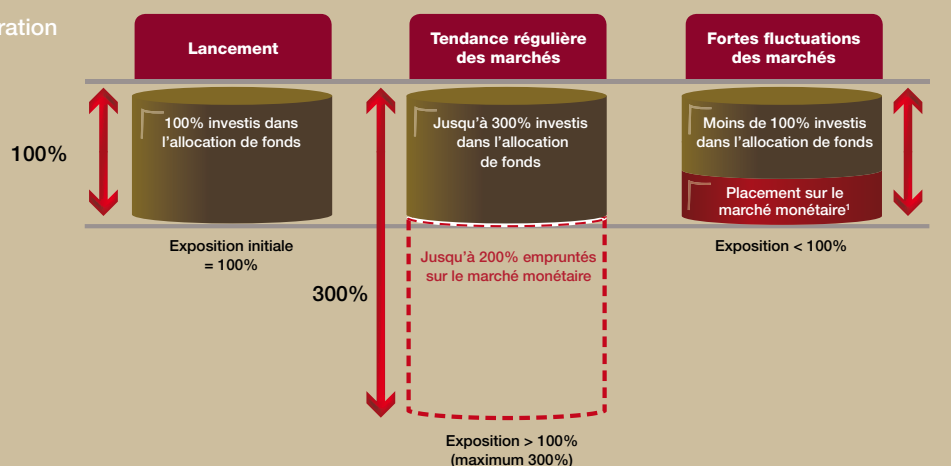 ration
Lancement
100%
100% investis dans
l'allocation de fonds
Exposition initiale
= 100%
Tendance régulière
des marchés
Jusqu'à 300% investis
dans l'allocation
de fonds
Jusqu'à 200% empruntés
sur le marché monétaire
300%
Exposition > 100%
(maximum 300%)
Fortes fluctuations
des marchés
Moins de 100% investis
dans l'allocation de fonds
Placement sur le
marché monétaire¹
Exposition < 100%